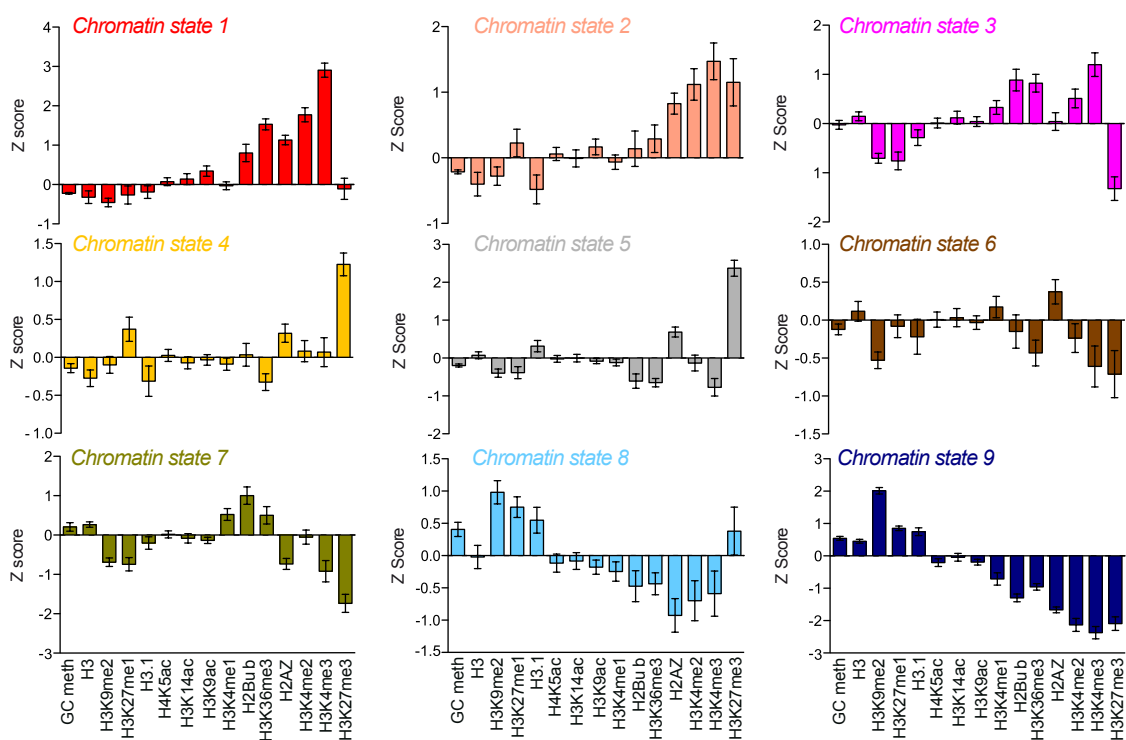 Chromatin state 1
Z score
4
3
2
1
0
-1
Chromatin state 2
Z Score
2
1
0
-1
Chromatin state 3
Z Score
2
1
0
1
2
Chromatin state 4
Z score
1.5
1.0
0.5
0.0
-0.5
- 1.0
Chromatin state 5
Z score
3
2
1
0
-1
-2
Chromatin state 6
Z score
1.0
0.5
0.0
-0.5
-1.0
-1.5
Chromatin state 7
Z score
2
1
0
-1
-2
-3
Chromatin state 8
Z Score
1.5
1.0
0.5
0.0
-0.5
-1.0
-1.5
Chromatin state 9
Z Score
3
2
1
0
-1
-2
-3
GC meth
H3
H3K9me2
H3K27me1
H3.1
H4K5ac
H3K14ac
H3K9ac
H3K4me1
H2Bu b
H3K36me3
H2AZ
H3K4me2
H3K4me3
H3K27me3
GC meth
H3
H3K9me2
H3K27me1
H3.1
H4K5ac
H3K14ac
H3K9ac
H3K4me1
H2Bu b
H3K36me3
H2AZ
H3K4me2
H3K4me3
H3K27me3
GC meth
H3
H3K9me2
H3K27me1
H3.1
H4K5ac
H3K14ac
H3K9ac
H3K4me1
H2Bub
H3K36me3
H2AZ
H3K4me2
H3K4me3
H3K27me3